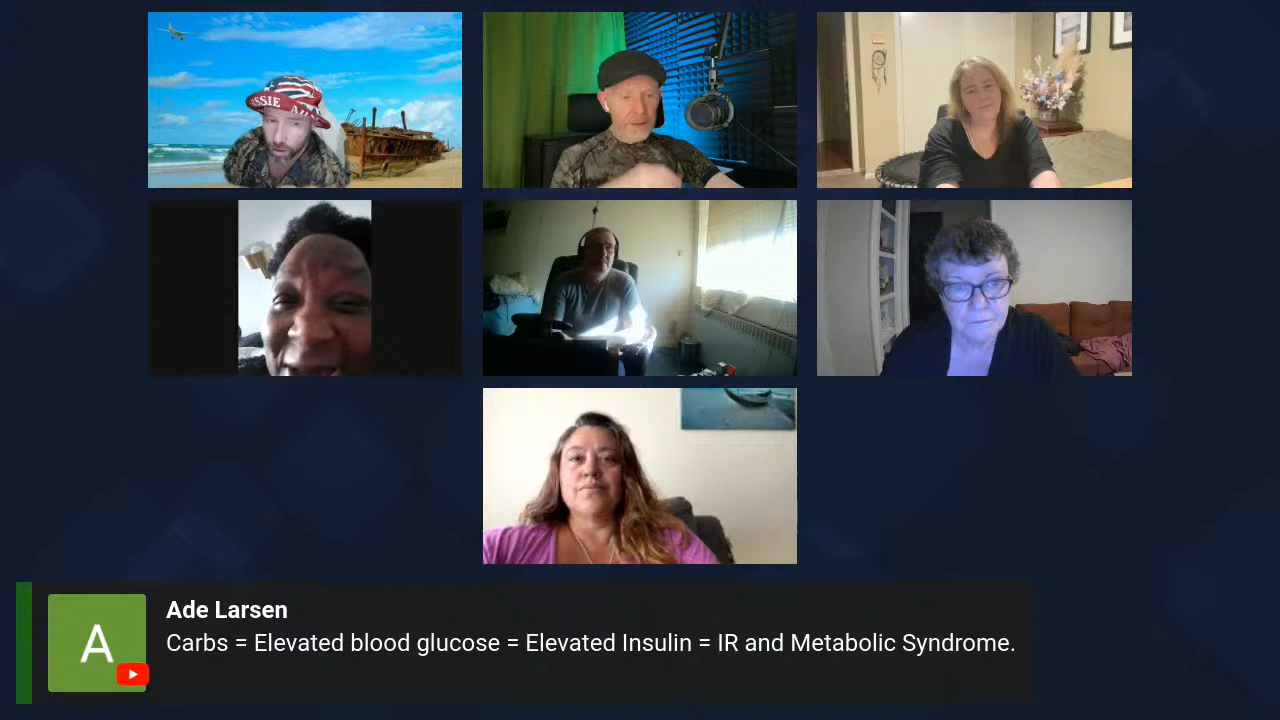 Ade Larsen
Carbs = Elevated blood glucose = Elevated Insulin = IR and Metabolic Syndrome.
A